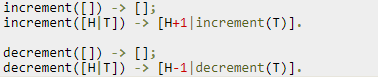 increment([]) -> [];
increment([H|T]) -> [H+1|increment(T)].
decrement([]) -> [];
decrement([H|T]) -> [H-1|decrement(T)].